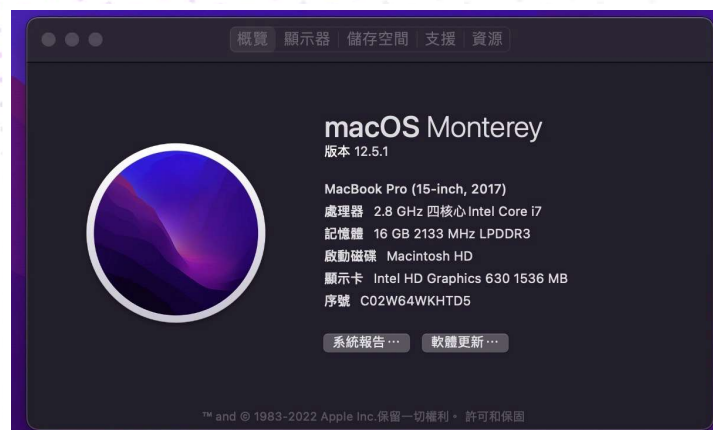 概覽 顯示器 儲存空間 支援 資源
macOS Monterey
版本 12.5.1
MacBook Pro (15-inch, 2017)
處理器 2.8 GHz 四核心 Intel Core i7
記憶體 16 GB 2133 MHz LPDDR3
啟動磁碟 Macintosh HD
顯示卡 Intel HD Graphics 630 1536 MB
序號 C02W64WKHTD5
系統報告⋯ 軟體更新⋯
™ and © 1983-2022 Apple Inc.保留一切權利。 許可和保固